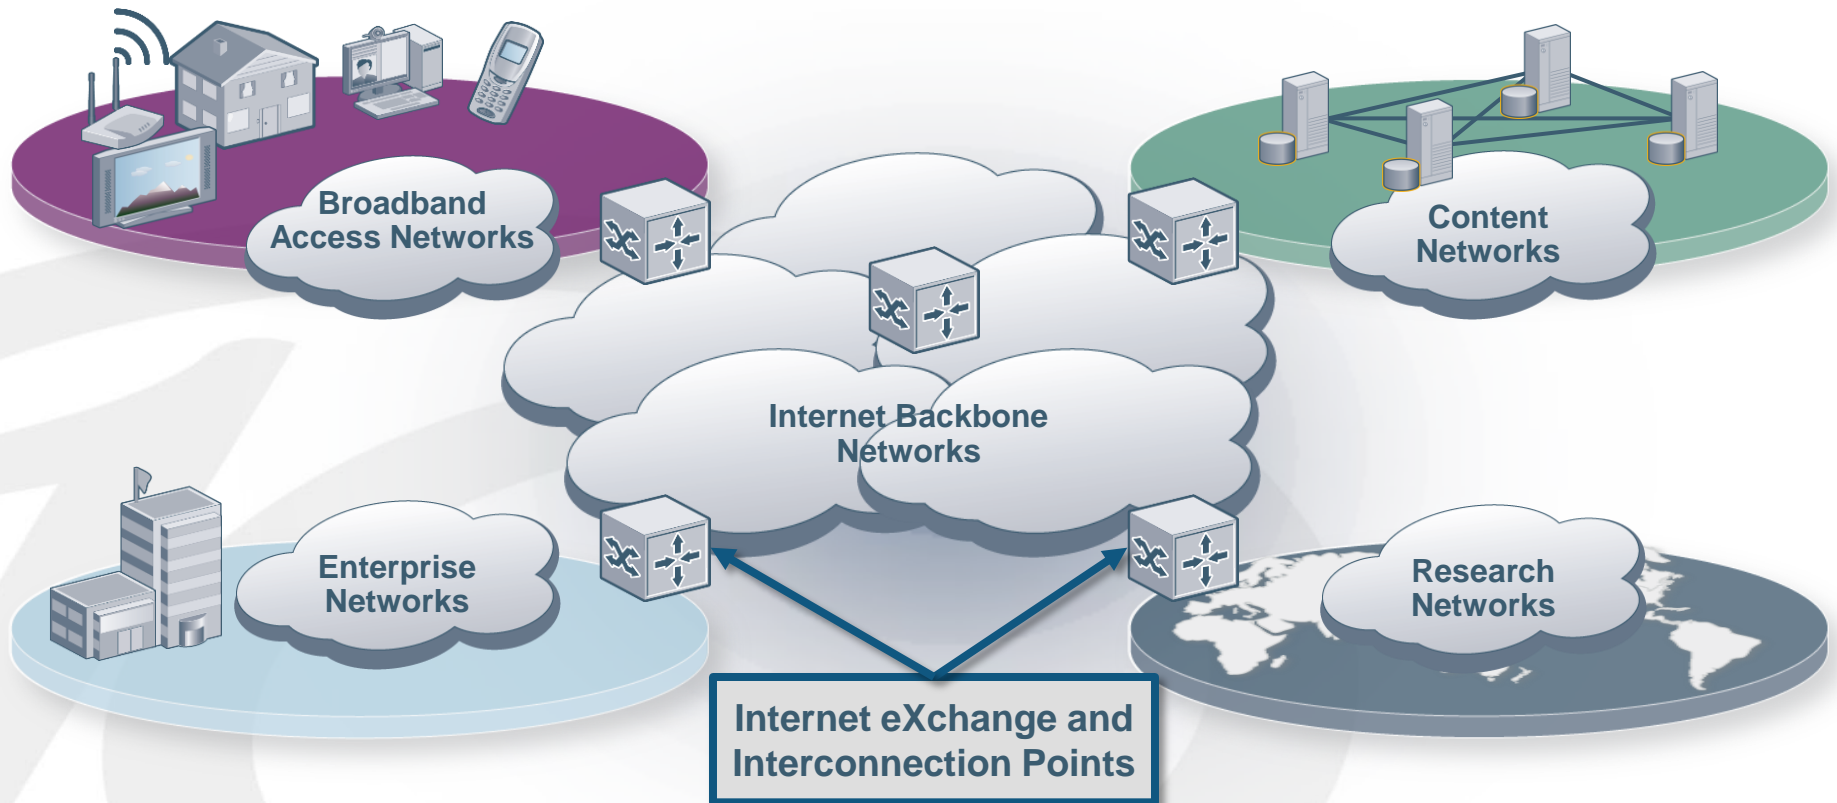 Broadband
Access Networks
Content
Networks
Internet Backbone
Networks
Enterprise
Networks
Research
Networks
Internet eXchange and
Interconnection Points